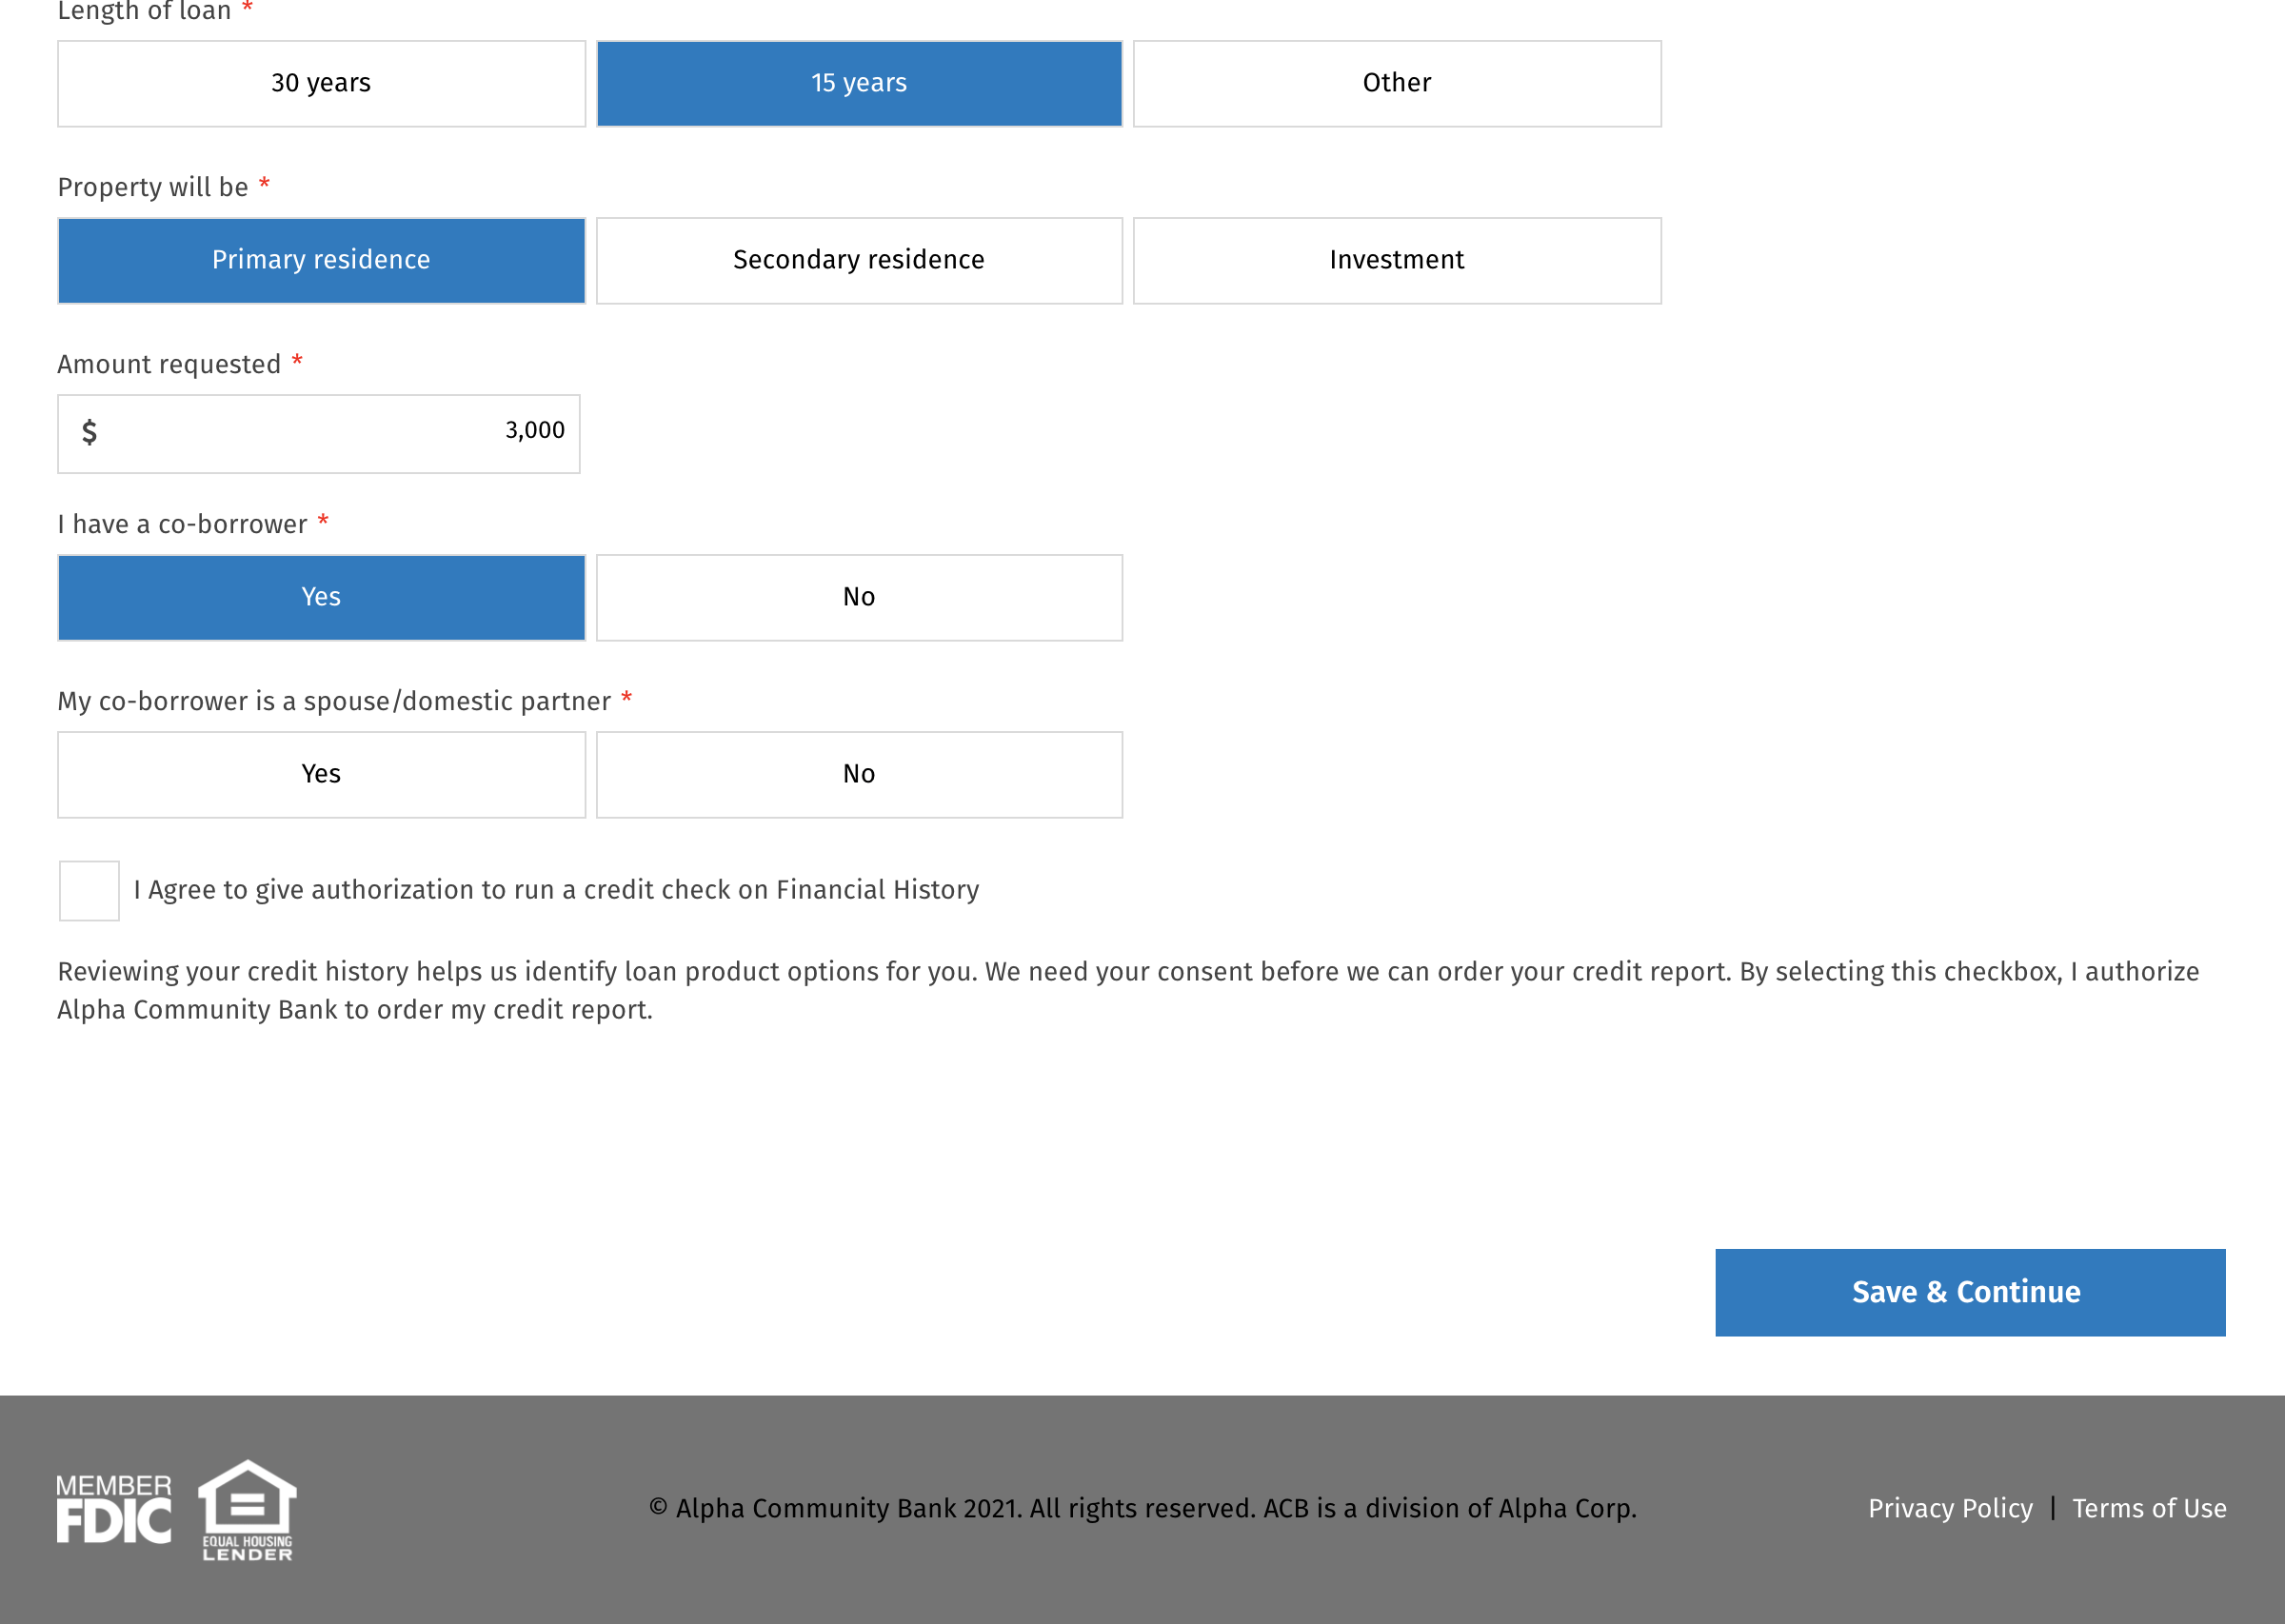 Length of loan *
30 years 15 years Other
Property will be *
Primary residence Secondary residence Investment
Amount requested *
$ 3,000
I have a co-borrower *
Yes No
My co-borrower is a spouse/domestic partner *
Yes No
I Agree to give authorization to run a credit check on Financial History
Reviewing your credit history helps us identify loan product options for you. We need your consent before we can order your credit report. By selecting this checkbox, I authorize
Alpha Community Bank to order my credit report.
Save & Continue
MEMBER
FDIC
EQUAL HOUSING
LENDER
© Alpha Community Bank 2021. All rights reserved. ACB is a division of Alpha Corp.
Privacy Policy | Terms of Use